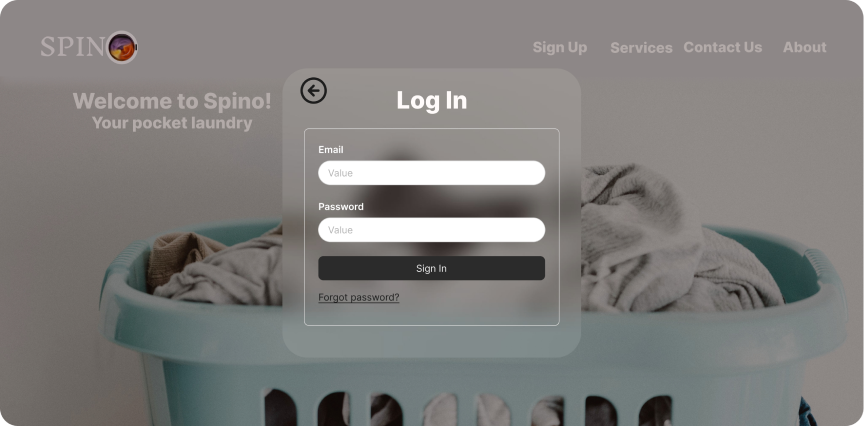 SPINO
Sign Up Services Contact Us About
Welcome to Spino!
Your pocket laundry
Log In
Email
Value
Password
Value
Sign In
Forgot password?